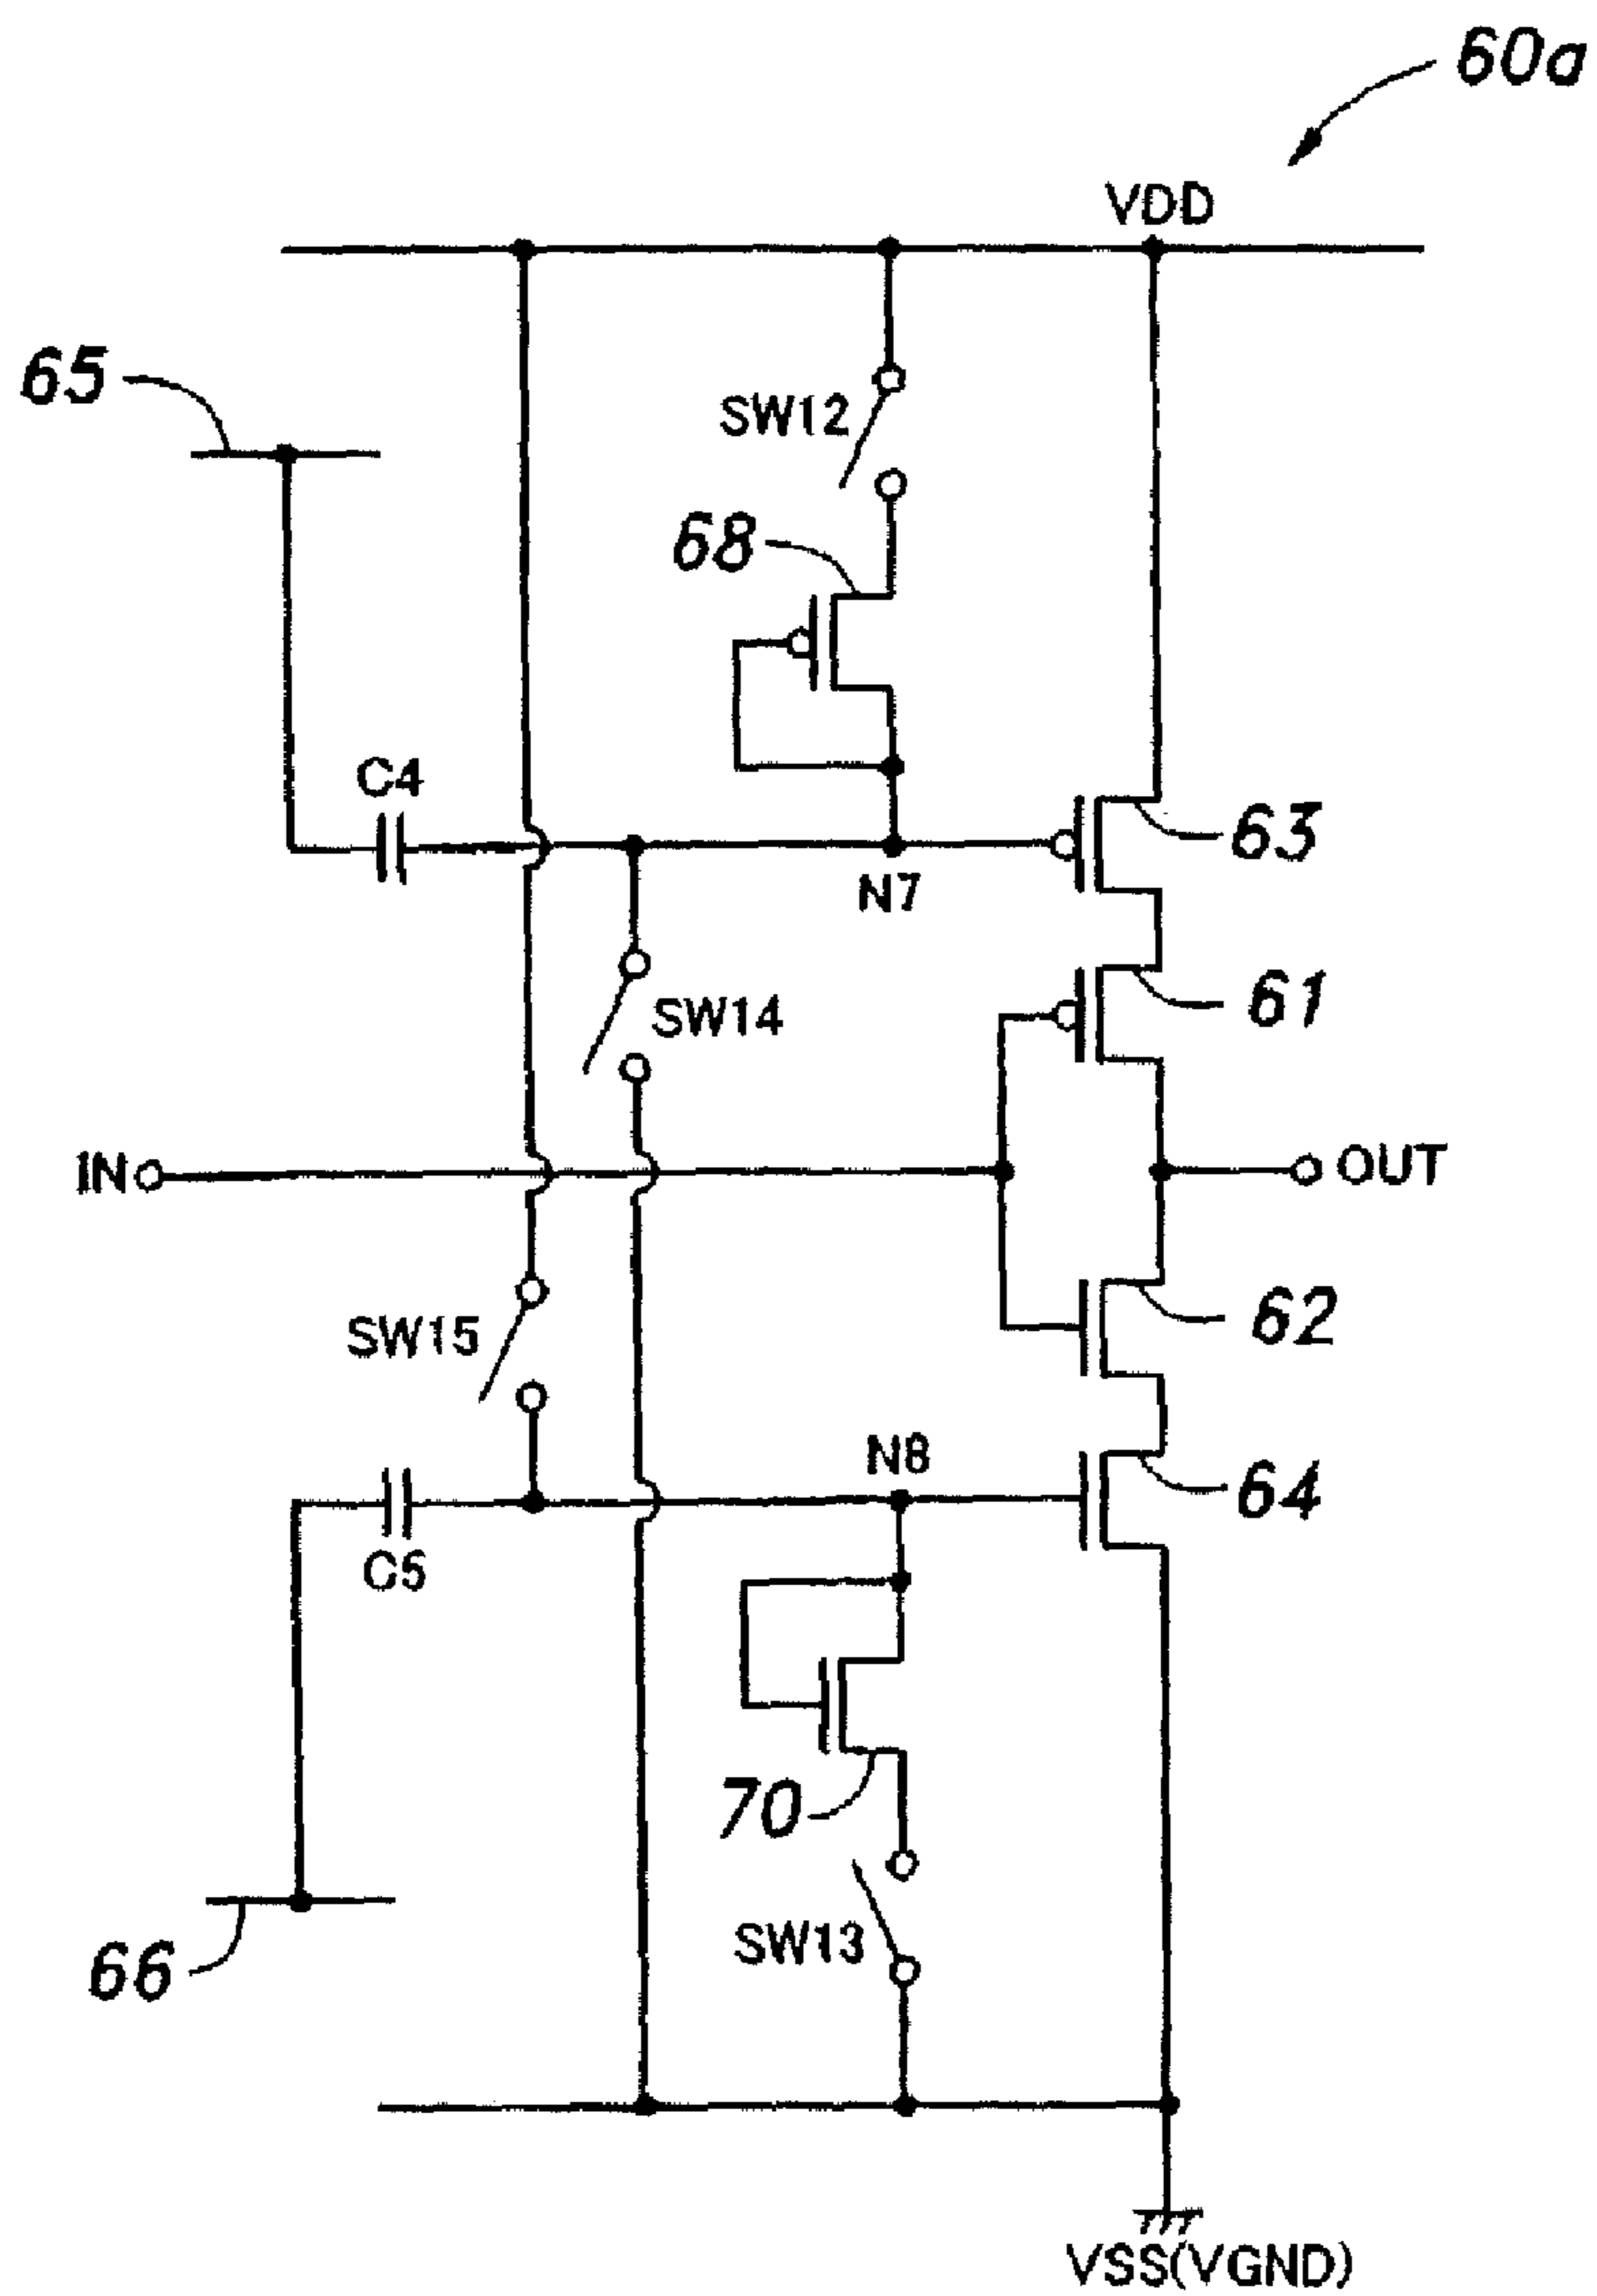 60a
VDD
65
SW12
68
C4
63
N7
61
SW14
IN
OUT
62
SW15
N8
64
C5
70
SW13
66
VSS(VGND)